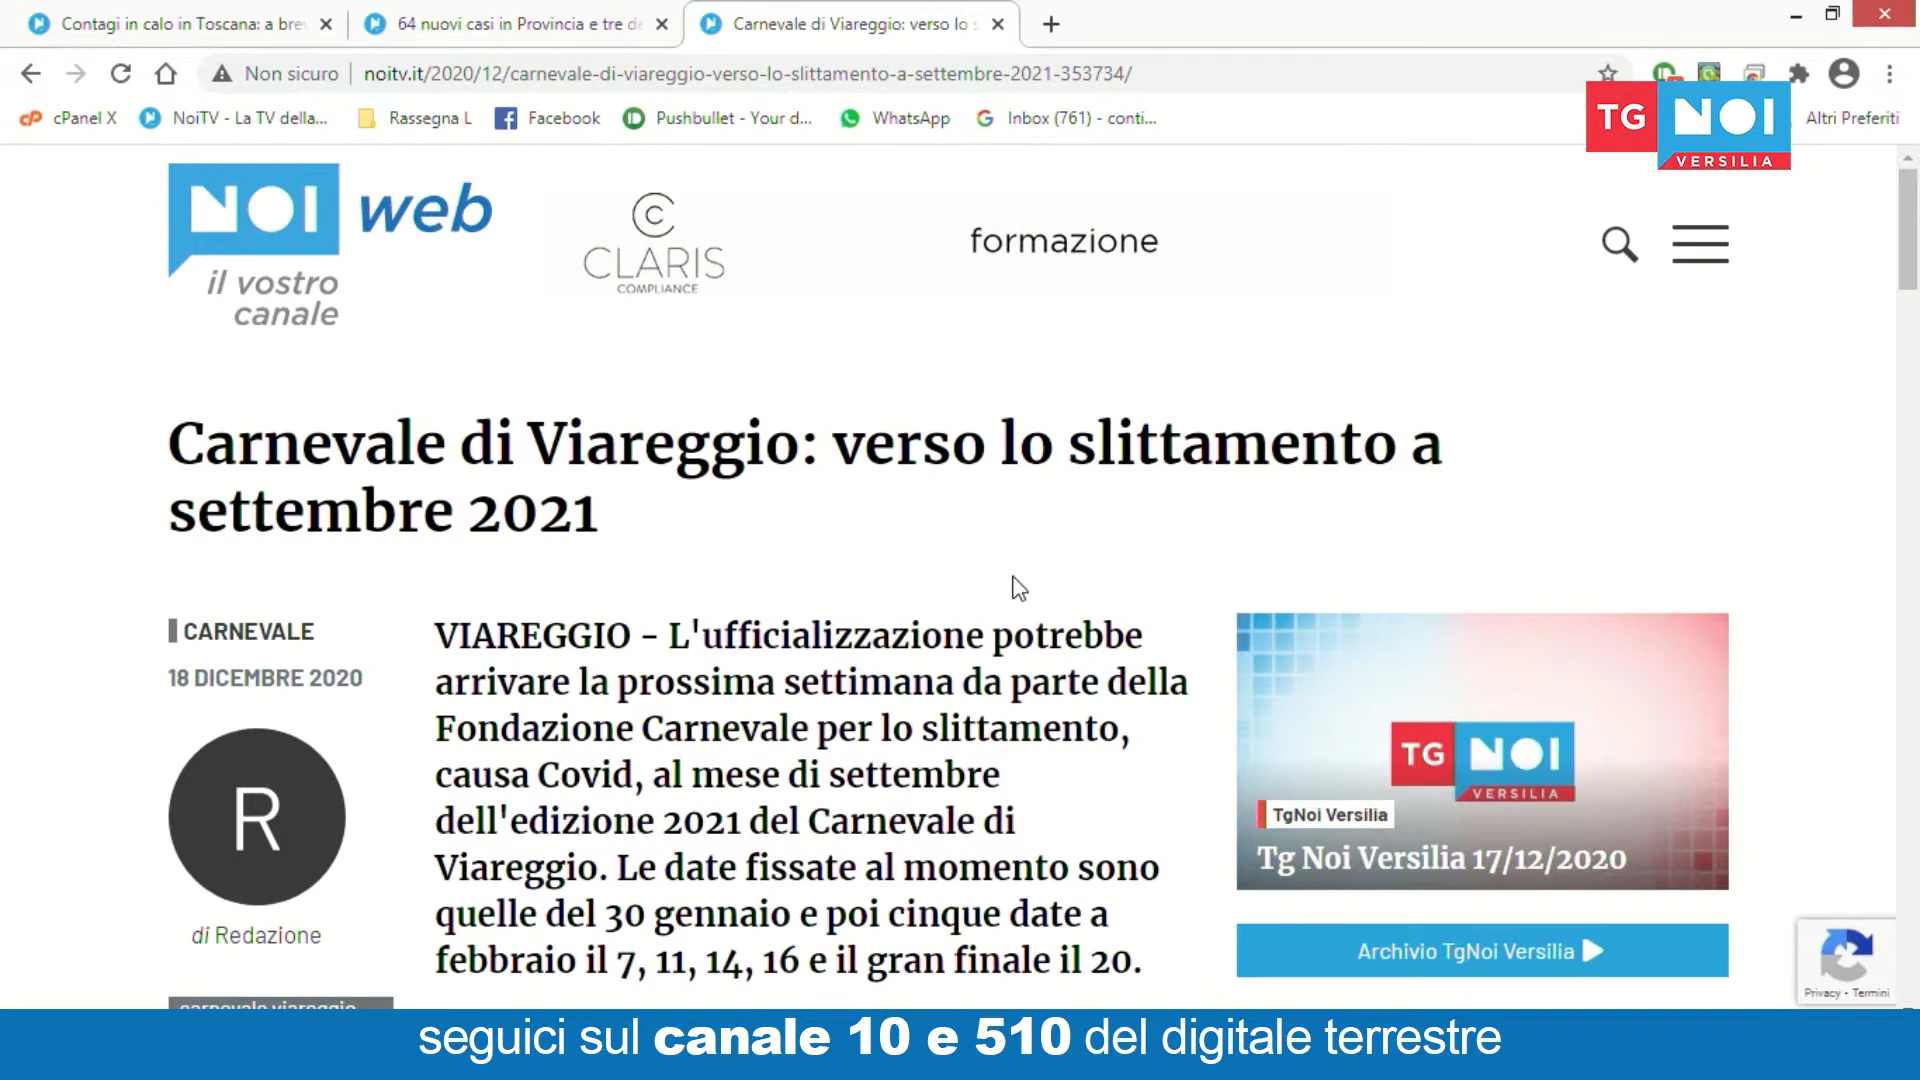 Contagi in calo in Toscana: a bre
64 nuovi casi in Provincia e tre de
Carnevale di Viareggio: verso lo s
Non sicuro
noitv.it/2020/12/carnevale-di-viareggio-verso-lo-slittamento-a-settembre-2021-353734/
cPanel X
NoiTV - La TV della...
Rassegna L
Facebook
Pushbullet - Your d...
WhatsApp
Inbox (761) - conti...
Altri Preferiti
TG NOI
VERSILIA
NOI web
il vostro
canale
CLARIS
COMPLIANCE
formazione
Carnevale di Viareggio: verso lo slittamento a
settembre 2021
CARNEVALE
18 DICEMBRE 2020
R
di Redazione
carnevale viareggio
VIAREGGIO - L'ufficializzazione potrebbe
arrivare la prossima settimana da parte della
Fondazione Carnevale per lo slittamento,
causa Covid, al mese di settembre
dell'edizione 2021 del Carnevale di
Viareggio. Le date fissate al momento sono
quelle del 30 gennaio e poi cinque date a
febbraio il 7, 11, 14, 16 e il gran finale il 20.
TG NOI
VERSILIA
TgNoi Versilia
Tg Noi Versilia 17/12/2020
Archivio TgNoi Versilia
Privacy - Termini
seguici sul canale 10 e 510 del digitale terrestre